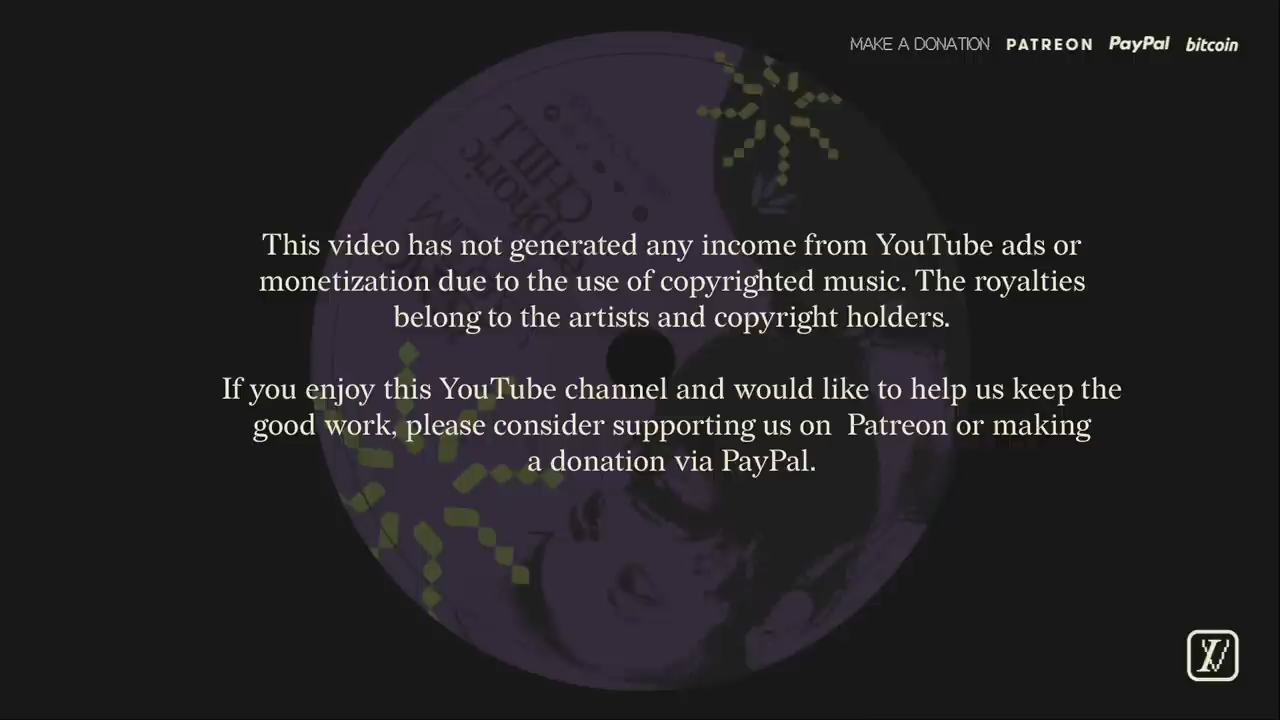 MAKE A DONATION PATREON PayPal bitcoin
This video has not generated any income from YouTube ads or
monetization due to the use of copyrighted music. The royalties
belong to the artists and copyright holders.
If you enjoy this YouTube channel and would like to help us keep the
good work, please consider supporting us on Patreon or making
a donation via PayPal.
CHILL